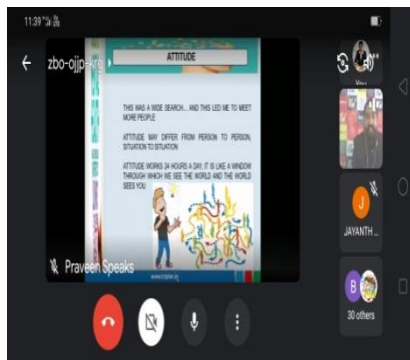 11:39
zbo-ojjp-krg
ATTITUDE
THIS WAS A WIDE SEARCH... AND THIS LED ME TO MEET
MORE PEOPLE
ATTITUDE MAY DIFFER FROM PERSON TO PERSON,
SITUATION TO SITUATION
ATTITUDE WORKS 24 HOURS A DAY, IT IS LIKE A WINDOW
THROUGH WHICH WE SEE THE WORLD AND THE WORLD
SEES YOU
Praveen Speaks
You
J
JAYANTH ...
B
30 others